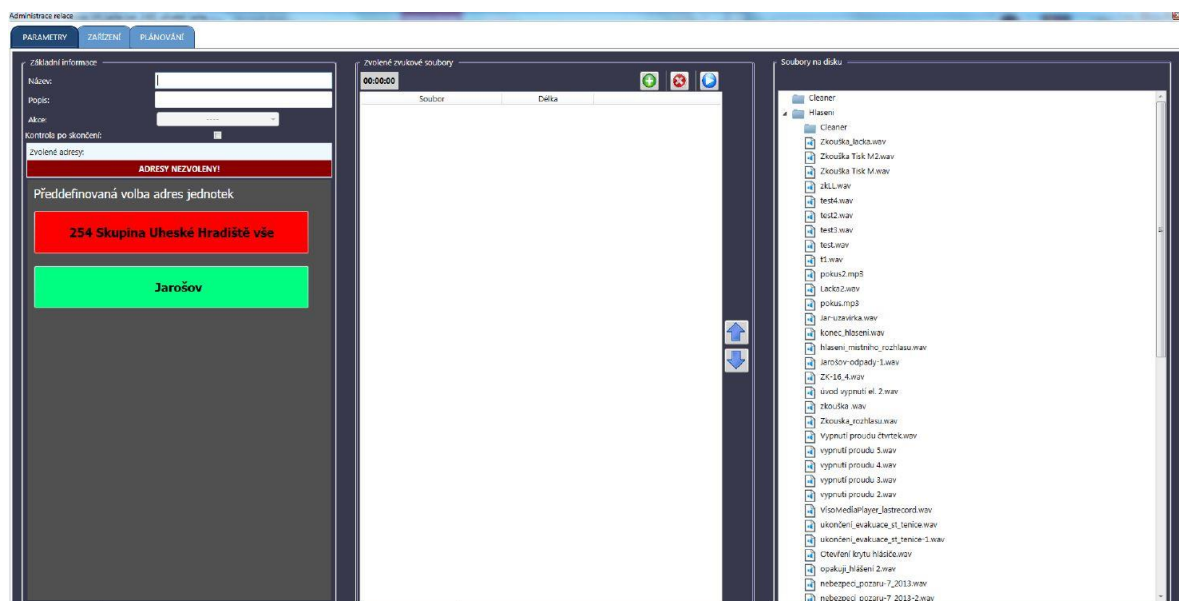 Administrace relace
PARAMETRY ZAŘÍZENÍ PLÁNOVÁNÍ
Základní informace
Název:
Popis:
Akce: ----
Kontrola po skončení:
Zvolené adresy:
ADRESY NEZVOLENY!
Předdefinovaná volba adres jednotek
254 Skupina Uheské Hradiště vše
Jarošov
Zvolené zvukové soubory
00:00:00
Soubor Délka
Soubory na disku
Cleaner
Hlaseni
Cleaner
Zkouška_lacka.wav
Zkouška Tisk M2.wav
Zkouška Tisk M.wav
zkLL.wav
test4.wav
test2.wav
test3.wav
test.wav
t1.wav
pokus2.mp3
Lacka2.wav
pokus.mp3
Jar-uzavirka.wav
konec_hlaseni.wav
hlaseni_mistniho_rozhlasu.wav
Jarošov-odpady-1.wav
ZK-16_4.wav
úvod vypnutí el. 2.wav
zkouška .wav
Zkouska_rozhlasu.wav
Vypnutí proudu čtvrtek.wav
vypnutí proudu 5.wav
vypnutí proudu 4.wav
vypnutí proudu 3.wav
vypnutí proudu 2.wav
VisoMediaPlayer_lastrecord.wav
ukončení_evakuace_st_tenice.wav
ukončení_evakuace_st_tenice-1.wav
Otevření krytu hlásiče.wav
opakuji_hlášení 2.wav
nebezpeci_pozaru-7_2013.wav
nebezpeci_pozaru-7_2013-2.wav